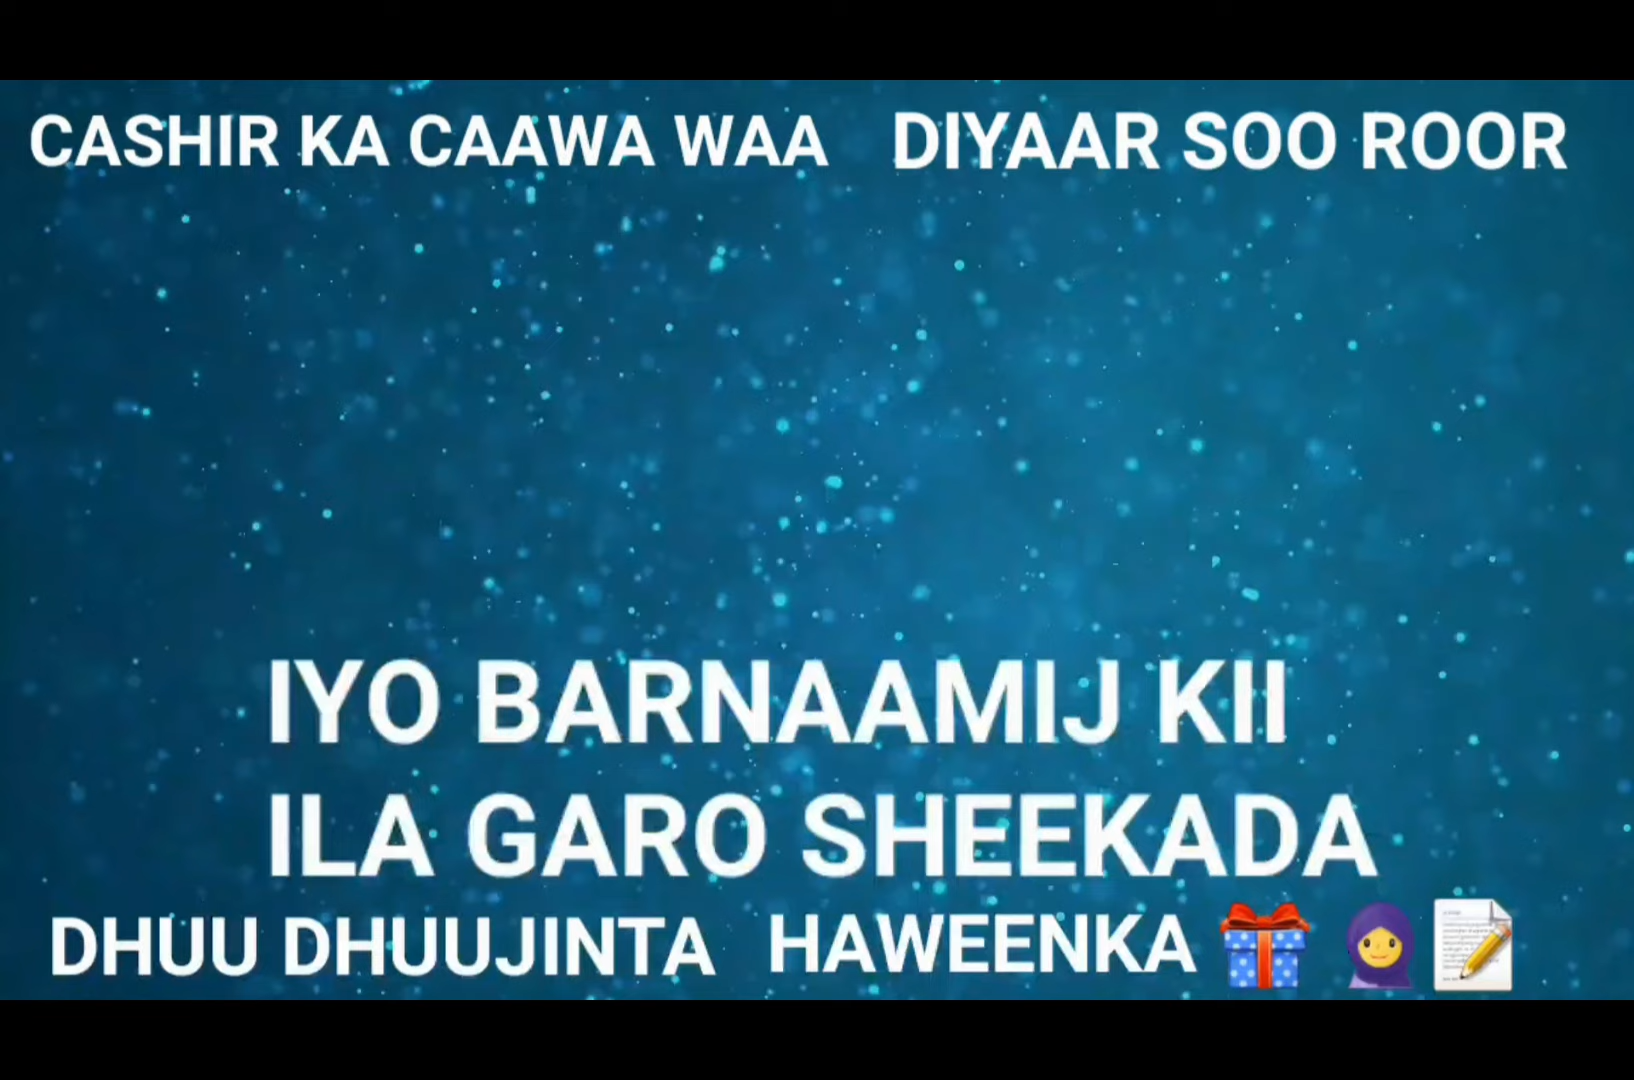 CASHIR KA CAAWA WAA DIYAAR SOO ROOR
IYO BARNAAMIJ KII
ILA GARO SHEEKADA
DHUU DHUUJINTA HAWEENKA